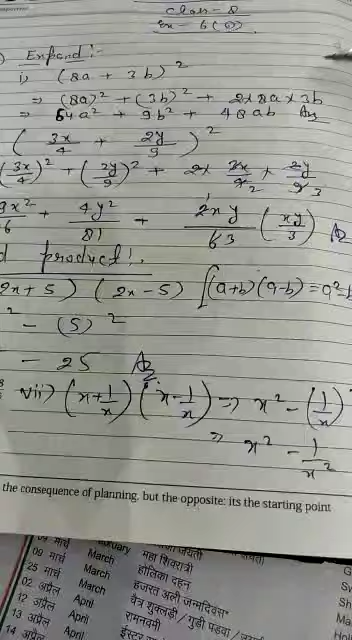 Class - 8
Ex - 6 (D)
Expand :-
i) (8a + 3b)²
⇒ (8a)² + (3b)² + 2×8a×3b
⇒ 64a² + 9b² + 48ab Ans
(3x/4 + 2y/9)²
(3x/4)² + (2y/9)² + 2× 3x/4 × 2y/9
9x²/16 + 4y²/81 + (xy/3) Ans
d product :-
2x + 5) (2x - 5) [(a+b)(a-b) = a²-b
² - (5)²
- 25 Ans
vii) (x + 1/x) (x - 1/x) ⇒ x² - (1/x)
⇒ x² - 1/x²
the consequence of planning, but the opposite: its the starting point
महा शिवरात्री
09 मार्च March होलिका दहन
25 मार्च March हजरत अली जन्मदिवस*
02 अप्रैल April चैत्र शुक्लादी / गुडी पडवा /
12 अप्रैल April रामनवमी
13 अप्रैल April
14 अप्रैल